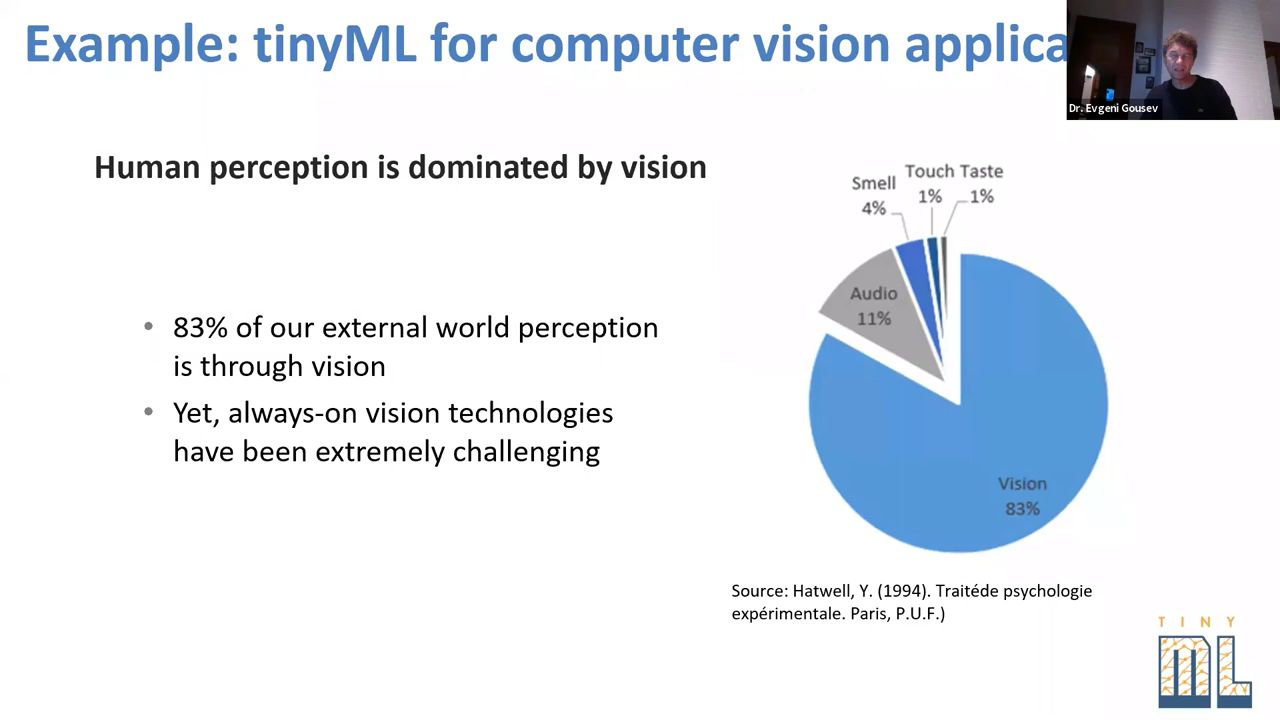 Example: tinyML for computer vision applica
Dr. Evgeni Gousev
Human perception is dominated by vision
83% of our external world perception
is through vision
Yet, always-on vision technologies
have been extremely challenging
Smell
4%
Touch
1%
Taste
1%
Audio
11%
Vision
83%
Source: Hatwell, Y. (1994). Traitéde psychologie
expérimentale. Paris, P.U.F.)
TINY
ML